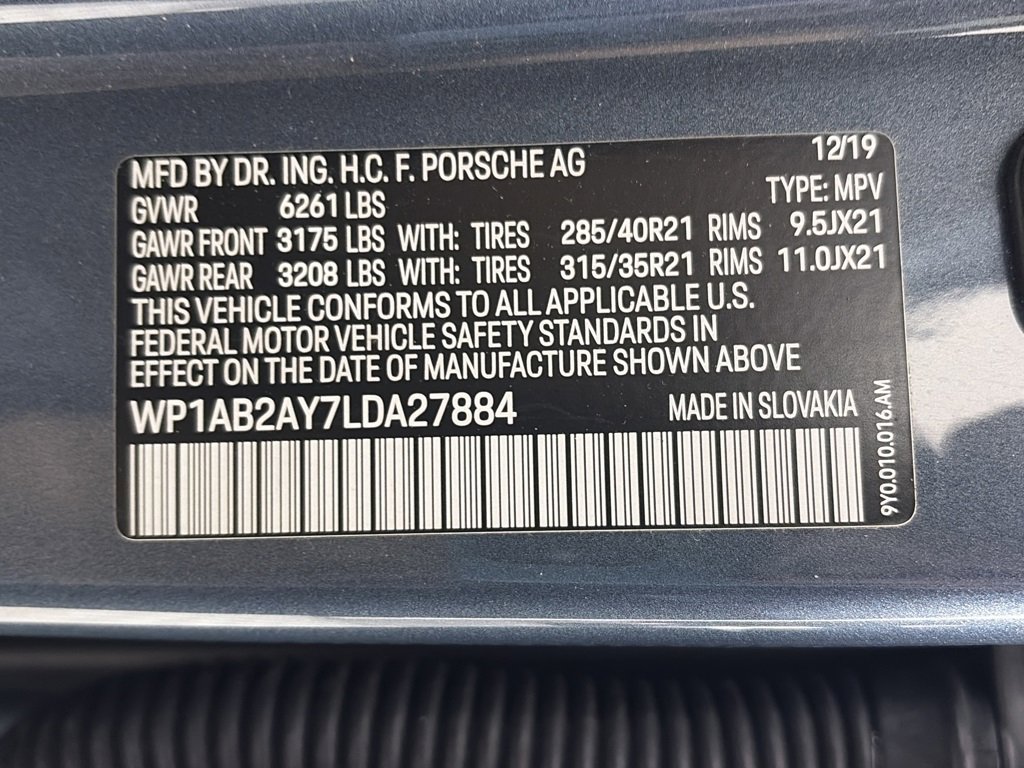 MFD BY DR. ING. H.C. F. PORSCHE AG 12/19
GVWR 6261 LBS TYPE: MPV
GAWR FRONT 3175 LBS WITH: TIRES 285/40R21 RIMS 9.5JX21
GAWR REAR 3208 LBS WITH: TIRES 315/35R21 RIMS 11.0JX21
THIS VEHICLE CONFORMS TO ALL APPLICABLE U.S.
FEDERAL MOTOR VEHICLE SAFETY STANDARDS IN
EFFECT ON THE DATE OF MANUFACTURE SHOWN ABOVE
WP1AB2AY7LDA27884 MADE IN SLOVAKIA
9Y0.010.016.AM